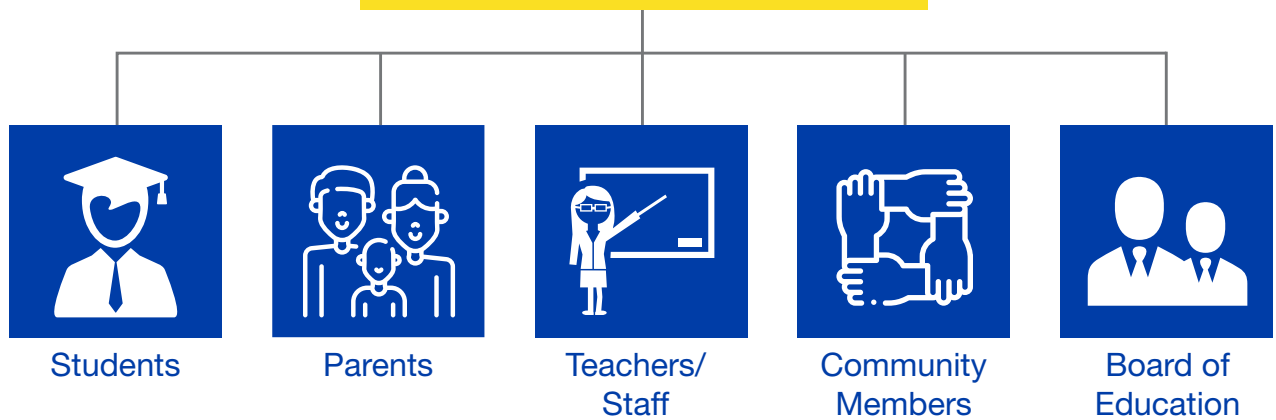 Students
Parents
Teachers/
Staff
Community
Members
Board of
Education